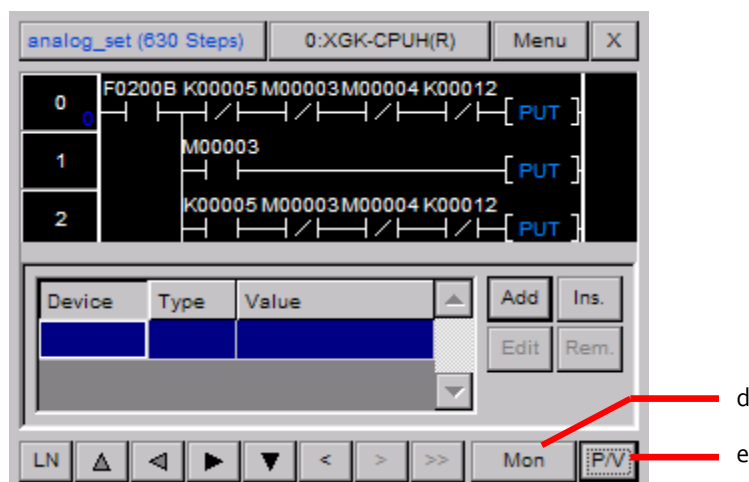 analog_set (630 Steps) 0:XGK-CPUH(R) Menu X
F0200B K00005 M00003 M00004 K00012
0 0 PUT
M00003
1 PUT
K00005 M00003 M00004 K00012
2 PUT
Device Type Value Add Ins.
Edit Rem.
d
LN < > >> Mon P/V e